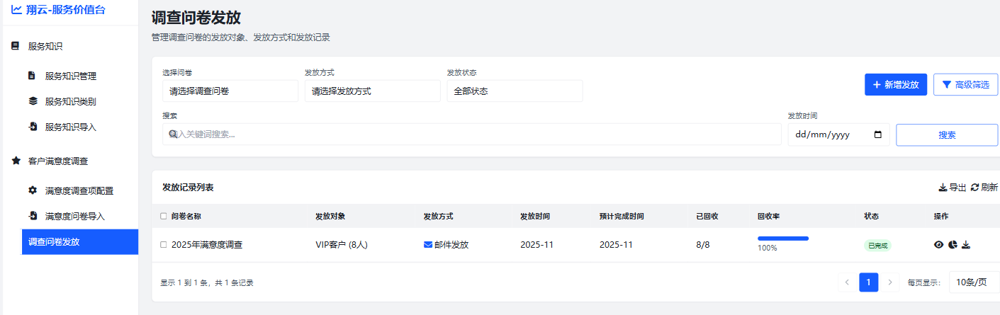 翔云-服务价值台
服务知识
服务知识管理
服务知识类别
服务知识导入
客户满意度调查
满意度调查项配置
满意度问卷导入
调查问卷发放
调查问卷发放
管理调查问卷的发放对象、发放方式和发放记录
选择问卷 发放方式 发放状态
请选择调查问卷 请选择发放方式 全部状态
新增发放 高级筛选
搜索 发放时间
入关键词搜索... dd/mm/yyyy 搜索
发放记录列表 导出 刷新
问卷名称 发放对象 发放方式 发放时间 预计完成时间 已回收 回收率 状态 操作
2025年满意度调查 VIP客户 (8人) 邮件发放 2025-11 2025-11 8/8 100% 已完成
显示 1 到 1 条，共 1 条记录 1 每页显示： 10条/页